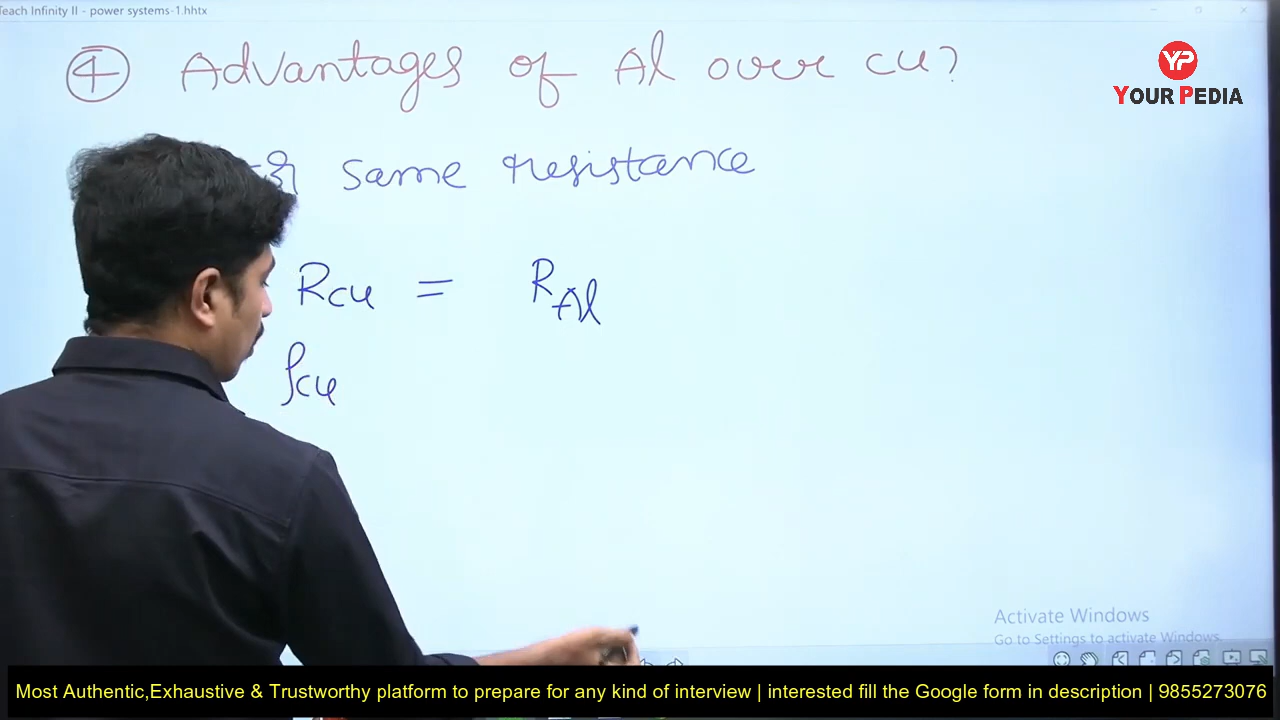 Teach Infinity II - power systems-1.hhtx
④ Advantages of Al over cu?
same resistance
Rcu = RAl
ρcu
YP
YOUR PEDIA
Activate Windows
Go to Settings to activate Windows.
Most Authentic,Exhaustive & Trustworthy platform to prepare for any kind of interview | interested fill the Google form in description | 9855273076